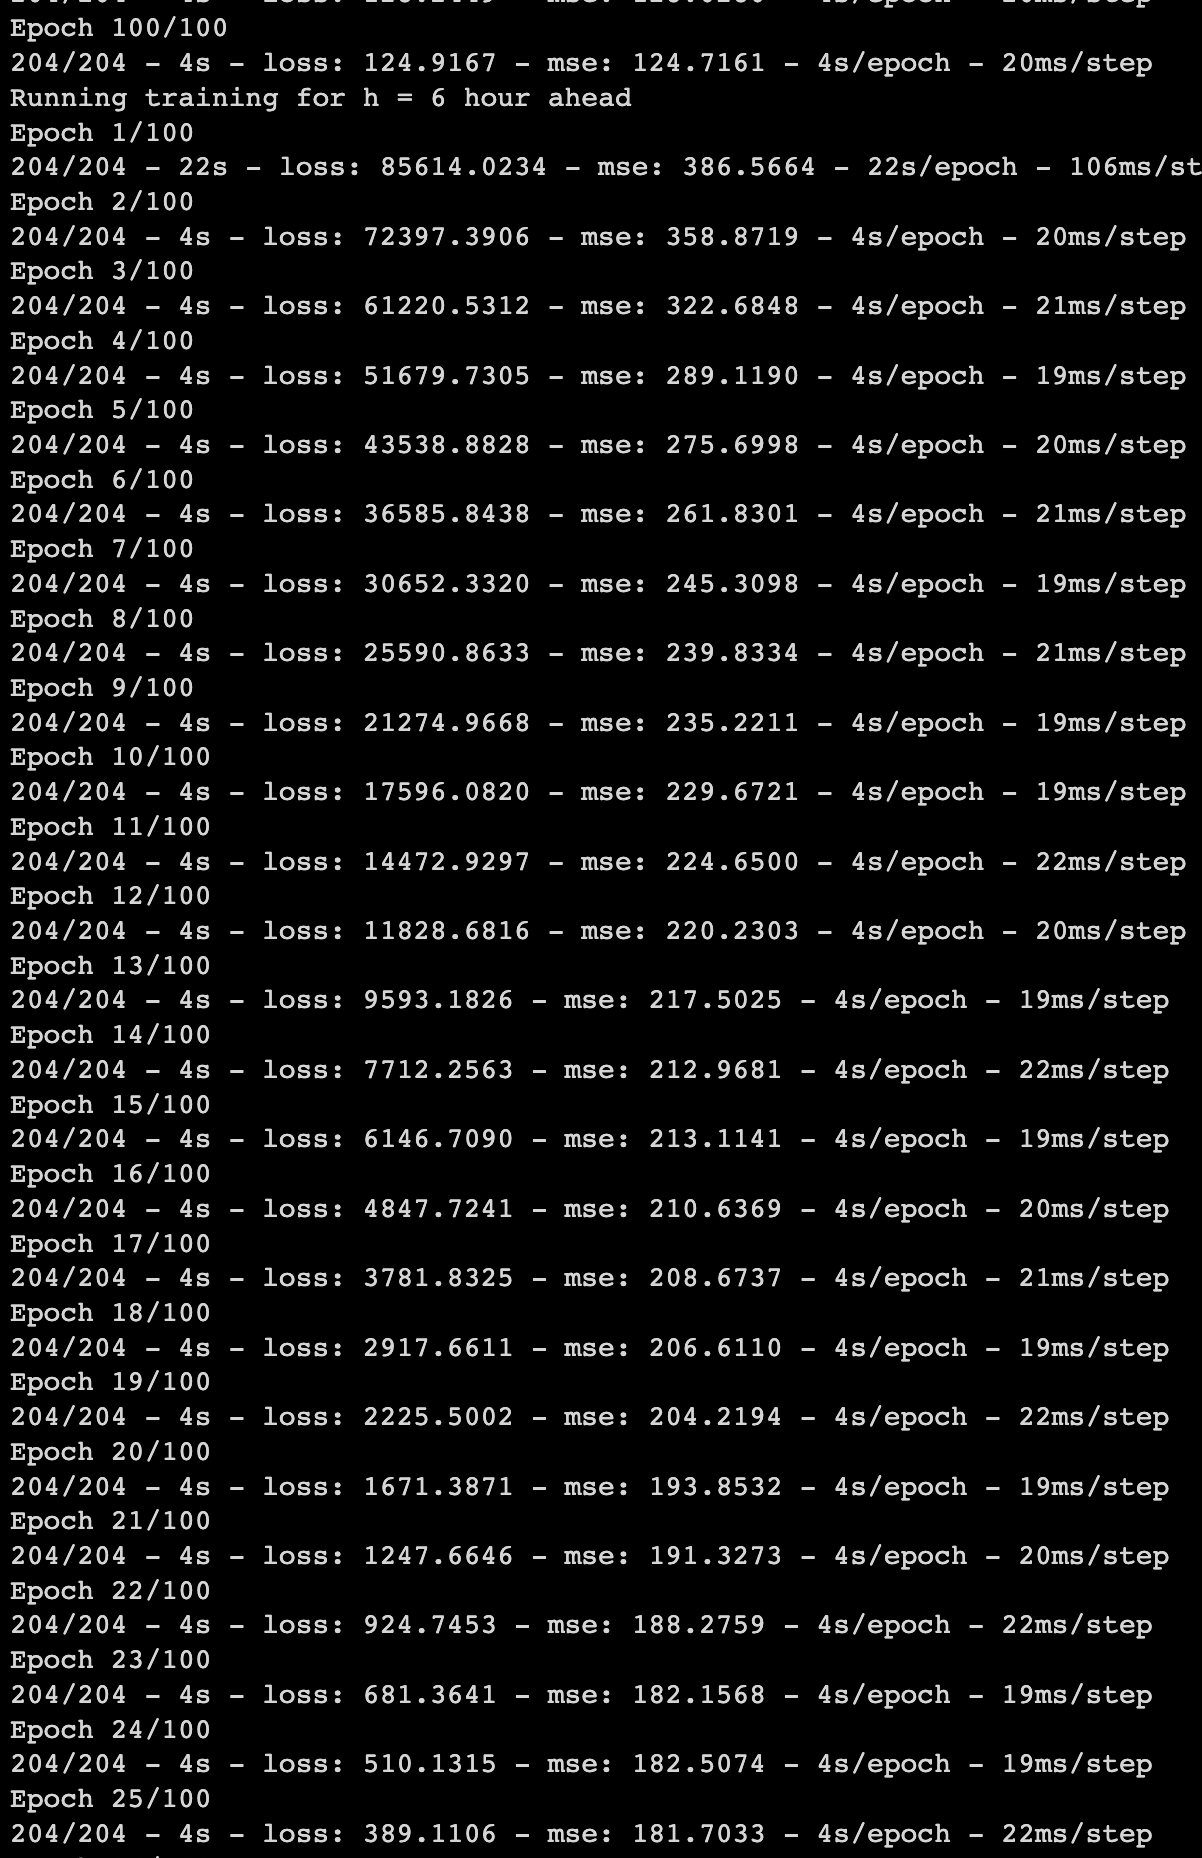 Epoch 100/100
204/204 - 4s - loss: 124.9167 - mse: 124.7161 - 4s/epoch - 20ms/step
Running training for h = 6 hour ahead
Epoch 1/100
204/204 - 22s - loss: 85614.0234 - mse: 386.5664 - 22s/epoch - 106ms/st
Epoch 2/100
204/204 - 4s - loss: 72397.3906 - mse: 358.8719 - 4s/epoch - 20ms/step
Epoch 3/100
204/204 - 4s - loss: 61220.5312 - mse: 322.6848 - 4s/epoch - 21ms/step
Epoch 4/100
204/204 - 4s - loss: 51679.7305 - mse: 289.1190 - 4s/epoch - 19ms/step
Epoch 5/100
204/204 - 4s - loss: 43538.8828 - mse: 275.6998 - 4s/epoch - 20ms/step
Epoch 6/100
204/204 - 4s - loss: 36585.8438 - mse: 261.8301 - 4s/epoch - 21ms/step
Epoch 7/100
204/204 - 4s - loss: 30652.3320 - mse: 245.3098 - 4s/epoch - 19ms/step
Epoch 8/100
204/204 - 4s - loss: 25590.8633 - mse: 239.8334 - 4s/epoch - 21ms/step
Epoch 9/100
204/204 - 4s - loss: 21274.9668 - mse: 235.2211 - 4s/epoch - 19ms/step
Epoch 10/100
204/204 - 4s - loss: 17596.0820 - mse: 229.6721 - 4s/epoch - 19ms/step
Epoch 11/100
204/204 - 4s - loss: 14472.9297 - mse: 224.6500 - 4s/epoch - 22ms/step
Epoch 12/100
204/204 - 4s - loss: 11828.6816 - mse: 220.2303 - 4s/epoch - 20ms/step
Epoch 13/100
204/204 - 4s - loss: 9593.1826 - mse: 217.5025 - 4s/epoch - 19ms/step
Epoch 14/100
204/204 - 4s - loss: 7712.2563 - mse: 212.9681 - 4s/epoch - 22ms/step
Epoch 15/100
204/204 - 4s - loss: 6146.7090 - mse: 213.1141 - 4s/epoch - 19ms/step
Epoch 16/100
204/204 - 4s - loss: 4847.7241 - mse: 210.6369 - 4s/epoch - 20ms/step
Epoch 17/100
204/204 - 4s - loss: 3781.8325 - mse: 208.6737 - 4s/epoch - 21ms/step
Epoch 18/100
204/204 - 4s - loss: 2917.6611 - mse: 206.6110 - 4s/epoch - 19ms/step
Epoch 19/100
204/204 - 4s - loss: 2225.5002 - mse: 204.2194 - 4s/epoch - 22ms/step
Epoch 20/100
204/204 - 4s - loss: 1671.3871 - mse: 193.8532 - 4s/epoch - 19ms/step
Epoch 21/100
204/204 - 4s - loss: 1247.6646 - mse: 191.3273 - 4s/epoch - 20ms/step
Epoch 22/100
204/204 - 4s - loss: 924.7453 - mse: 188.2759 - 4s/epoch - 22ms/step
Epoch 23/100
204/204 - 4s - loss: 681.3641 - mse: 182.1568 - 4s/epoch - 19ms/step
Epoch 24/100
204/204 - 4s - loss: 510.1315 - mse: 182.5074 - 4s/epoch - 19ms/step
Epoch 25/100
204/204 - 4s - loss: 389.1106 - mse: 181.7033 - 4s/epoch - 22ms/step